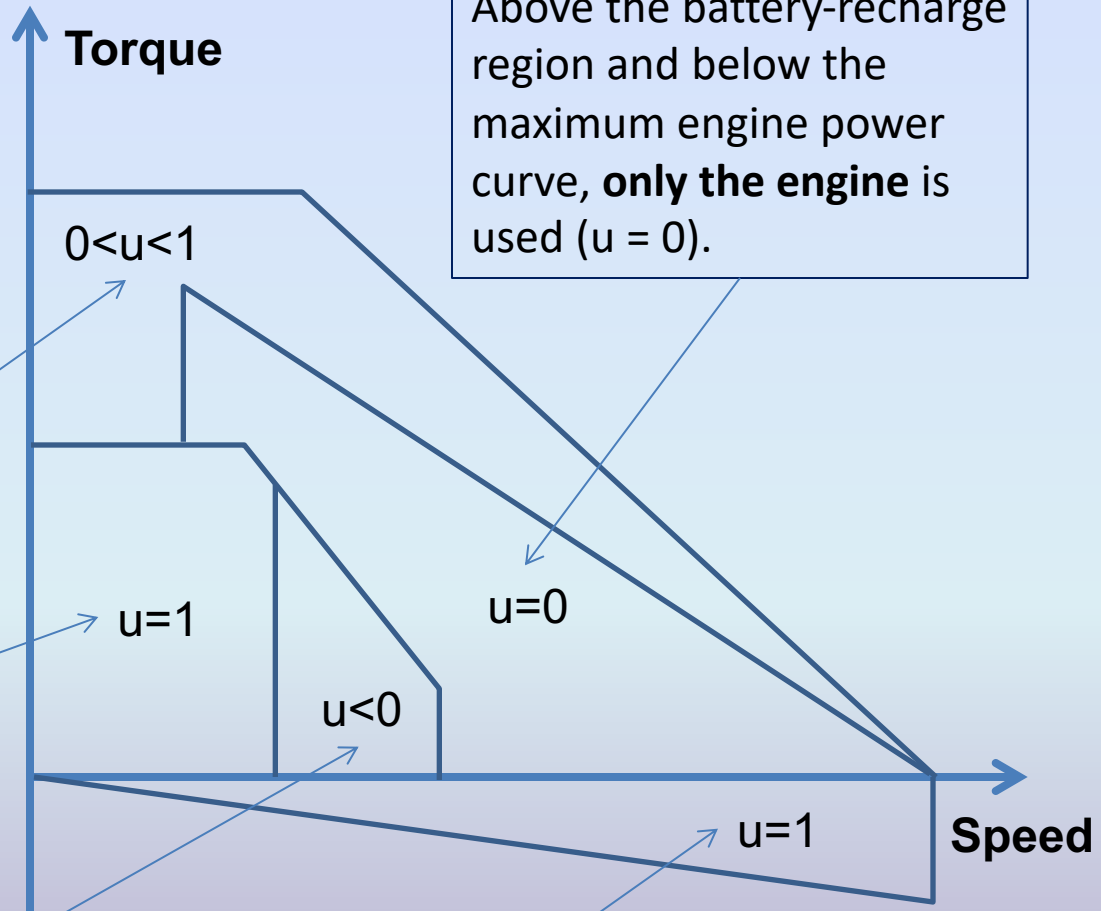 Torque
Above the battery-recharge
region and below the
maximum engine power
curve, only the engine is
used (u = 0).
0<u<1
u=1
u=0
u<0
u=1
Speed